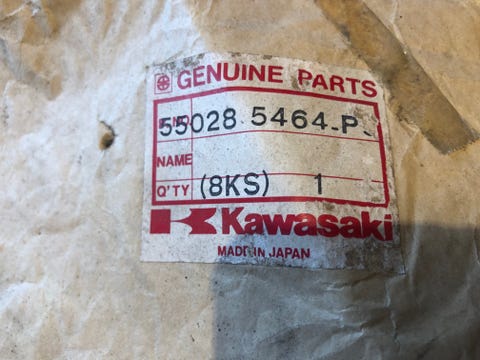 GENUINE PARTS
55028 5464-P
NAME
Q'TY (8KS) 1
Kawasaki
MADE IN JAPAN